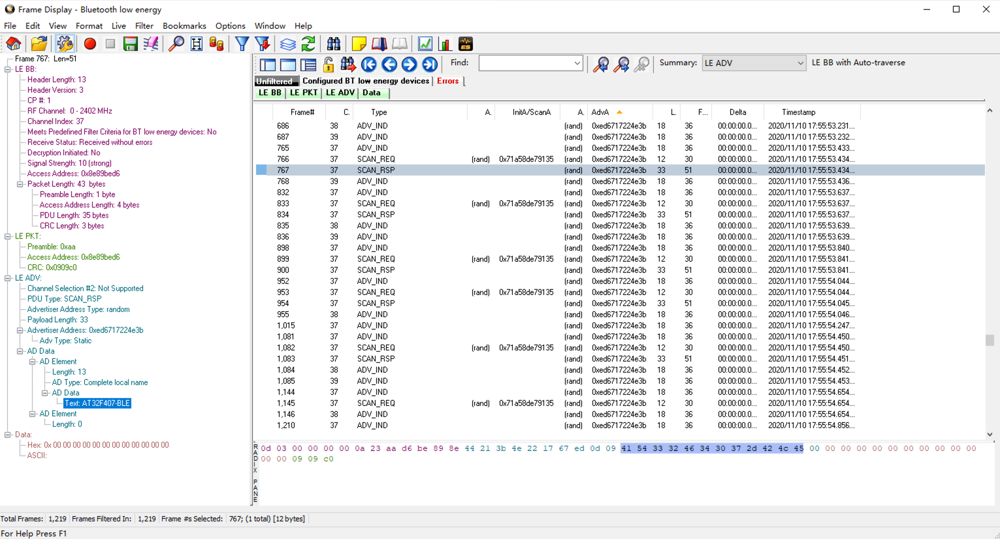 Frame Display - Bluetooth low energy
File Edit View Format Live Filter Bookmarks Options Window Help
Find: Summary: LE ADV LE BB with Auto-traverse
Unfiltered Configured BT low energy devices Errors
LE BB LE PKT LE ADV Data
Frame 767: Len=51
LE BB:
Header Length: 13
Header Version: 3
CP #: 1
RF Channel: 0 - 2402 MHz
Channel Index: 37
Meets Predefined Filter Criteria for BT low energy devices: No
Receive Status: Received without errors
Decryption Initiated: No
Signal Strength: 10 (strong)
Access Address: 0x8e89bed6
Packet Length: 43 bytes
Preamble Length: 1 byte
Access Address Length: 4 bytes
PDU Length: 35 bytes
CRC Length: 3 bytes
LE PKT:
Preamble: 0xaa
Access Address: 0x8e89bed6
CRC: 0x0909c0
LE ADV:
Channel Selection #2: Not Supported
PDU Type: SCAN_RSP
Advertiser Address Type: random
Payload Length: 33
Advertiser Address: 0xed6717224e3b
Adv Type: Static
AD Data
AD Element
Length: 13
AD Type: Complete local name
AD Data
Text: AT32F407-BLE
AD Element
Length: 0
Data:
Hex: 0x 00 00 00 00 00 00 00 00 00 00 00 00
ASCII:
Frame# C. Type A. InitA/ScanA A. AdvA L. F... Delta Timestamp
686 38 ADV_IND (rand) 0xed6717224e3b 18 36 00:00:00.0... 2020/11/10 17:55:53.231...
687 39 ADV_IND (rand) 0xed6717224e3b 18 36 00:00:00.0... 2020/11/10 17:55:53.232...
765 37 ADV_IND (rand) 0xed6717224e3b 18 36 00:00:00.0... 2020/11/10 17:55:53.433...
766 37 SCAN_REQ (rand) 0x71a58de79135 (rand) 0xed6717224e3b 12 30 00:00:00.0... 2020/11/10 17:55:53.434...
767 37 SCAN_RSP (rand) 0xed6717224e3b 33 51 00:00:00.0... 2020/11/10 17:55:53.434...
768 39 ADV_IND (rand) 0xed6717224e3b 18 36 00:00:00.0... 2020/11/10 17:55:53.436...
832 37 ADV_IND (rand) 0xed6717224e3b 18 36 00:00:00.0... 2020/11/10 17:55:53.637...
833 37 SCAN_REQ (rand) 0x71a58de79135 (rand) 0xed6717224e3b 12 30 00:00:00.0... 2020/11/10 17:55:53.637...
834 37 SCAN_RSP (rand) 0xed6717224e3b 33 51 00:00:00.0... 2020/11/10 17:55:53.637...
835 38 ADV_IND (rand) 0xed6717224e3b 18 36 00:00:00.0... 2020/11/10 17:55:53.639...
836 39 ADV_IND (rand) 0xed6717224e3b 18 36 00:00:00.0... 2020/11/10 17:55:53.639...
898 37 ADV_IND (rand) 0xed6717224e3b 18 36 00:00:00.0... 2020/11/10 17:55:53.840...
899 37 SCAN_REQ (rand) 0x71a58de79135 (rand) 0xed6717224e3b 12 30 00:00:00.0... 2020/11/10 17:55:53.841...
900 37 SCAN_RSP (rand) 0xed6717224e3b 33 51 00:00:00.0... 2020/11/10 17:55:53.841...
952 37 ADV_IND (rand) 0xed6717224e3b 18 36 00:00:00.0... 2020/11/10 17:55:54.044...
953 37 SCAN_REQ (rand) 0x71a58de79135 (rand) 0xed6717224e3b 12 30 00:00:00.0... 2020/11/10 17:55:54.044...
954 37 SCAN_RSP (rand) 0xed6717224e3b 33 51 00:00:00.0... 2020/11/10 17:55:54.045...
955 38 ADV_IND (rand) 0xed6717224e3b 18 36 00:00:00.0... 2020/11/10 17:55:54.046...
1,015 37 ADV_IND (rand) 0xed6717224e3b 18 36 00:00:00.0... 2020/11/10 17:55:54.247...
1,081 37 ADV_IND (rand) 0xed6717224e3b 18 36 00:00:00.0... 2020/11/10 17:55:54.450...
1,082 37 SCAN_REQ (rand) 0x71a58de79135 (rand) 0xed6717224e3b 12 30 00:00:00.0... 2020/11/10 17:55:54.450...
1,083 37 SCAN_RSP (rand) 0xed6717224e3b 33 51 00:00:00.0... 2020/11/10 17:55:54.451...
1,084 38 ADV_IND (rand) 0xed6717224e3b 18 36 00:00:00.0... 2020/11/10 17:55:54.452...
1,085 39 ADV_IND (rand) 0xed6717224e3b 18 36 00:00:00.0... 2020/11/10 17:55:54.453...
1,144 37 ADV_IND (rand) 0xed6717224e3b 18 36 00:00:00.0... 2020/11/10 17:55:54.654...
1,145 37 SCAN_REQ (rand) 0x71a58de79135 (rand) 0xed6717224e3b 12 30 00:00:00.0... 2020/11/10 17:55:54.654...
1,146 38 ADV_IND (rand) 0xed6717224e3b 18 36 00:00:00.0... 2020/11/10 17:55:54.654...
1,210 37 ADV_IND (rand) 0xed6717224e3b 18 36 00:00:00.0... 2020/11/10 17:55:54.856...
RADIX PANE
0d 03 00 00 00 00 0a 23 aa d6 be 89 8e 44 21 3b 4e 22 17 67 ed 0d 09 41 54 33 32 46 34 30 37 2d 42 4c 45 00 00 00 00 00 00 00 00 00 00 00
00 00 09 09 c0
Total Frames: 1,219 Frames Filtered In: 1,219 Frame #s Selected: 767; (1 total) [12 bytes]
For Help Press F1